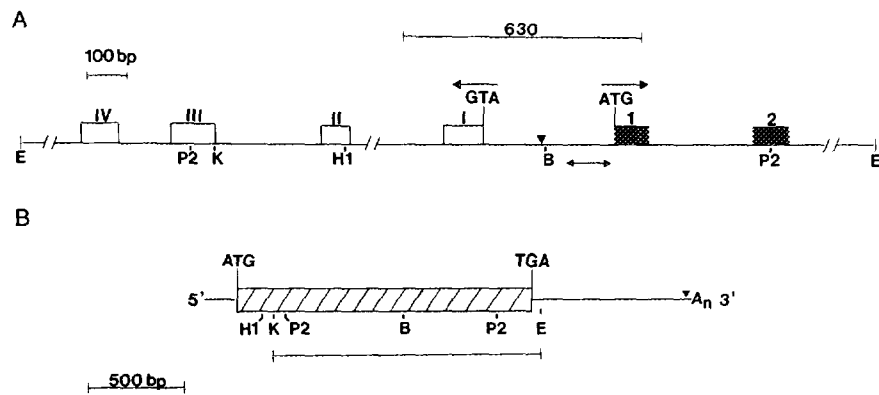 A
630
100 bp
GTA
ATG
IV III II I 1 2
E P2 K H1 B P2 E
B
ATG TGA
5' An 3'
H1 K P2 B P2 E
500 bp